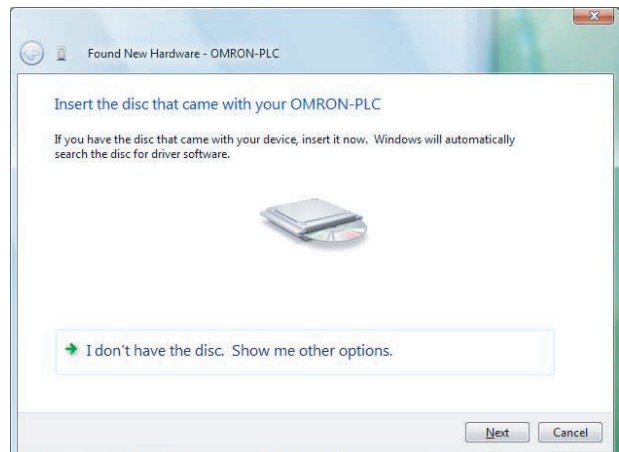 Found New Hardware - OMRON-PLC
Insert the disc that came with your OMRON-PLC
If you have the disc that came with your device, insert it now.  Windows will automatically
search the disc for driver software.
I don't have the disc.  Show me other options.
Next
Cancel